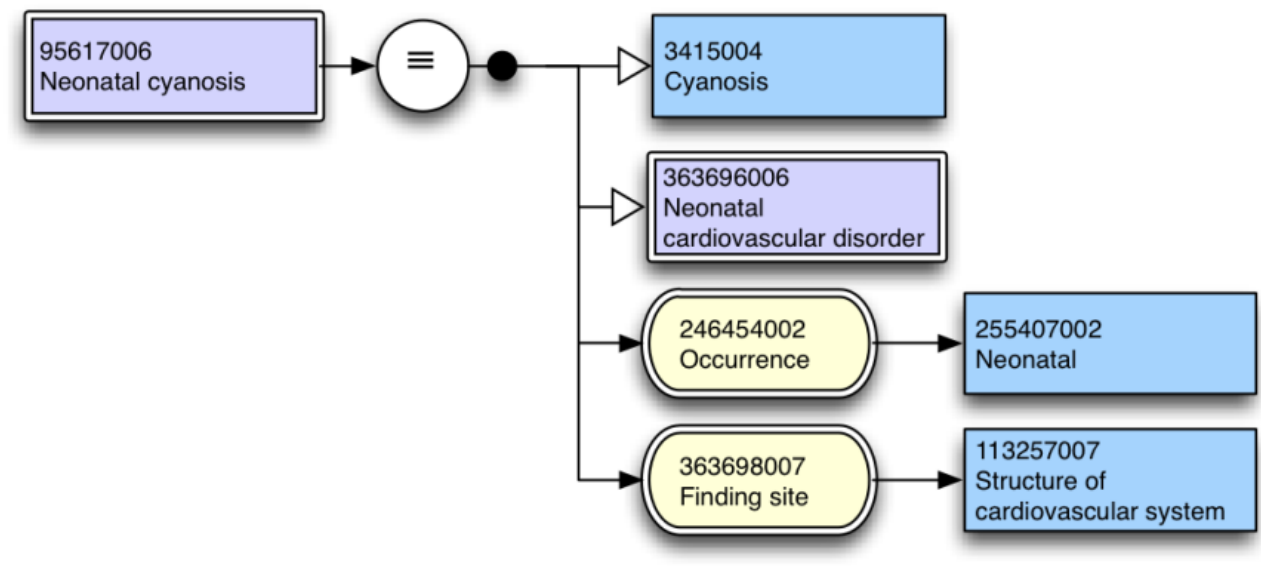 95617006
Neonatal cyanosis
≡
3415004
Cyanosis
363696006
Neonatal
cardiovascular disorder
246454002
Occurrence
255407002
Neonatal
363698007
Finding site
113257007
Structure of
cardiovascular system